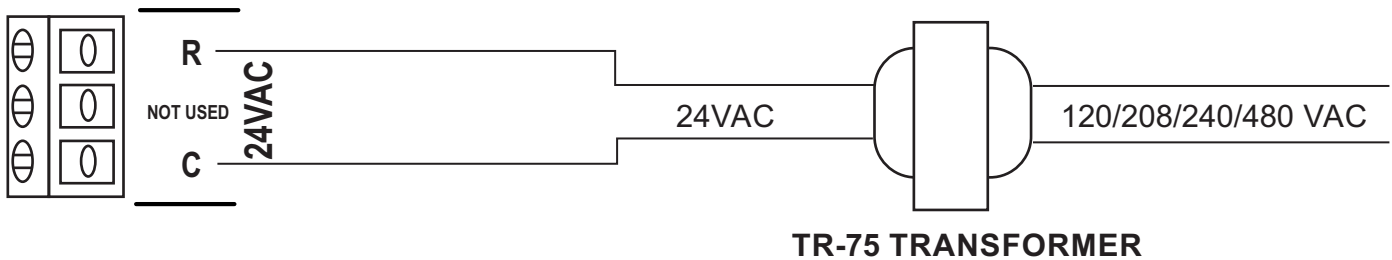 R
NOT USED
C
24VAC
24VAC
120/208/240/480 VAC
TR-75 TRANSFORMER